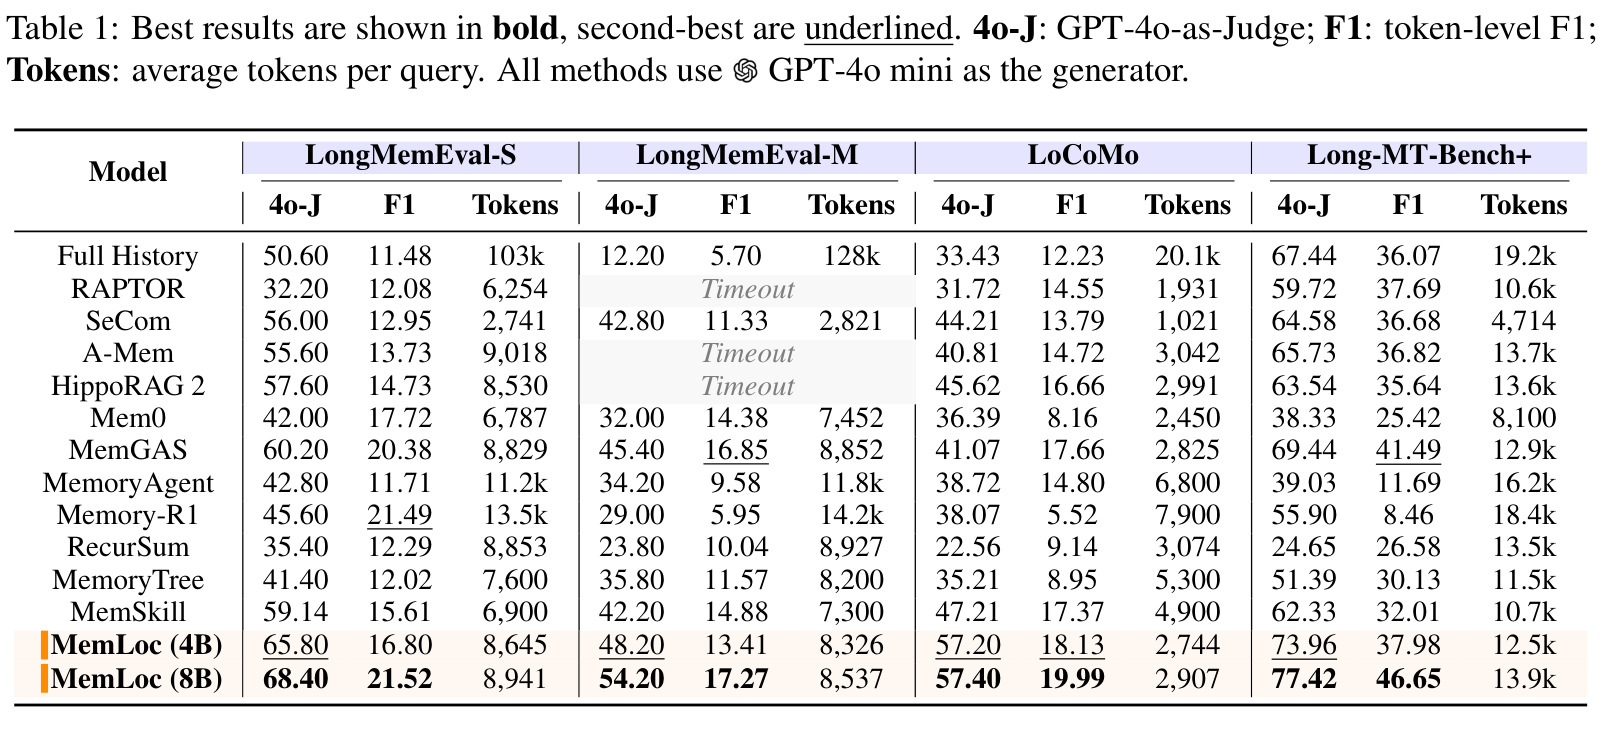 Table 1: Best results are shown in bold, second-best are underlined. 4o-J: GPT-4o-as-Judge; F1: token-level F1;
Tokens: average tokens per query. All methods use GPT-4o mini as the generator.
Model LongMemEval-S LongMemEval-M LoCoMo Long-MT-Bench+
4o-J F1 Tokens 4o-J F1 Tokens 4o-J F1 Tokens 4o-J F1 Tokens
Full History 50.60 11.48 103k 12.20 5.70 128k 33.43 12.23 20.1k 67.44 36.07 19.2k
RAPTOR 32.20 12.08 6,254 Timeout 31.72 14.55 1,931 59.72 37.69 10.6k
SeCom 56.00 12.95 2,741 42.80 11.33 2,821 44.21 13.79 1,021 64.58 36.68 4,714
A-Mem 55.60 13.73 9,018 Timeout 40.81 14.72 3,042 65.73 36.82 13.7k
HippoRAG 2 57.60 14.73 8,530 Timeout 45.62 16.66 2,991 63.54 35.64 13.6k
Mem0 42.00 17.72 6,787 32.00 14.38 7,452 36.39 8.16 2,450 38.33 25.42 8,100
MemGAS 60.20 20.38 8,829 45.40 16.85 8,852 41.07 17.66 2,825 69.44 41.49 12.9k
MemoryAgent 42.80 11.71 11.2k 34.20 9.58 11.8k 38.72 14.80 6,800 39.03 11.69 16.2k
Memory-R1 45.60 21.49 13.5k 29.00 5.95 14.2k 38.07 5.52 7,900 55.90 8.46 18.4k
RecurSum 35.40 12.29 8,853 23.80 10.04 8,927 22.56 9.14 3,074 24.65 26.58 13.5k
MemoryTree 41.40 12.02 7,600 35.80 11.57 8,200 35.21 8.95 5,300 51.39 30.13 11.5k
MemSkill 59.14 15.61 6,900 42.20 14.88 7,300 47.21 17.37 4,900 62.33 32.01 10.7k
MemLoc (4B) 65.80 16.80 8,645 48.20 13.41 8,326 57.20 18.13 2,744 73.96 37.98 12.5k
MemLoc (8B) 68.40 21.52 8,941 54.20 17.27 8,537 57.40 19.99 2,907 77.42 46.65 13.9k